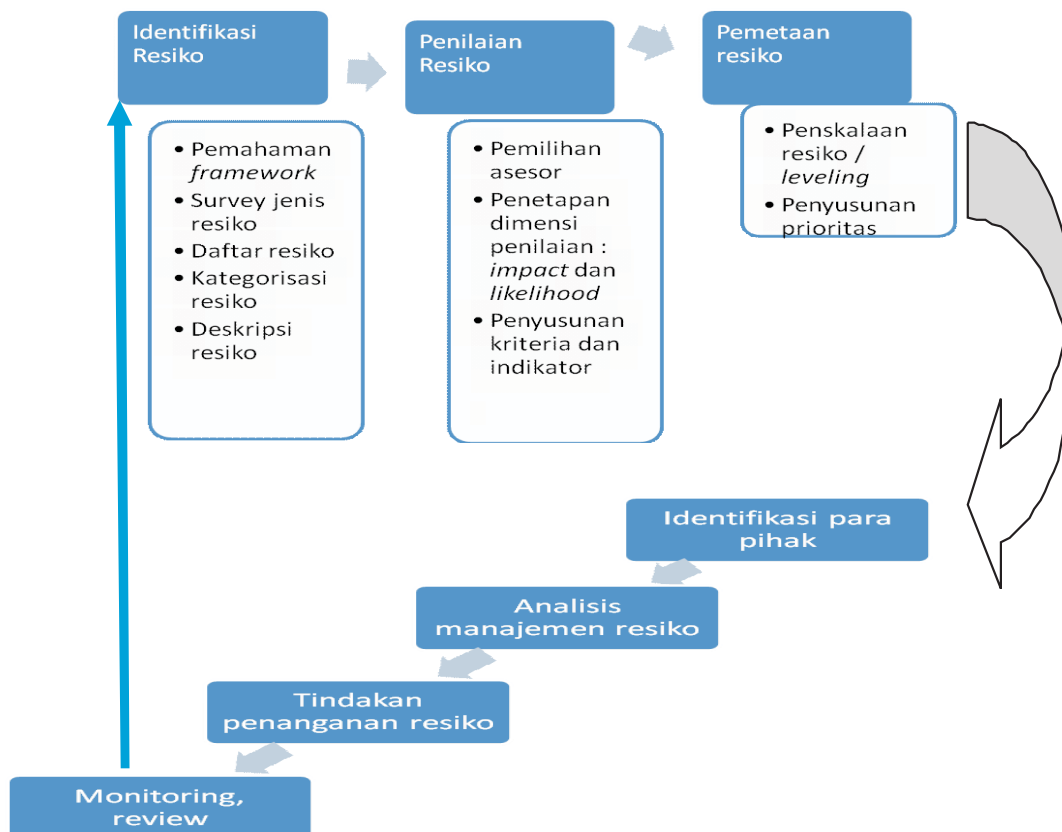 Identifikasi
Resiko
• Pemahaman
framework
• Survey jenis
resiko
• Daftar resiko
• Kategorisasi
resiko
• Deskripsi
resiko
Penilaian
Resiko
• Pemilihan
asesor
• Penetapan
dimensi
penilaian :
impact dan
likelihood
• Penyusunan
kriteria dan
indikator
Pemetaan
resiko
• Penskalaan
resiko /
leveling
• Penyusunan
prioritas
Identifikasi para
pihak
Analisis
manajemen resiko
Tindakan
penanganan resiko
Monitoring,
review